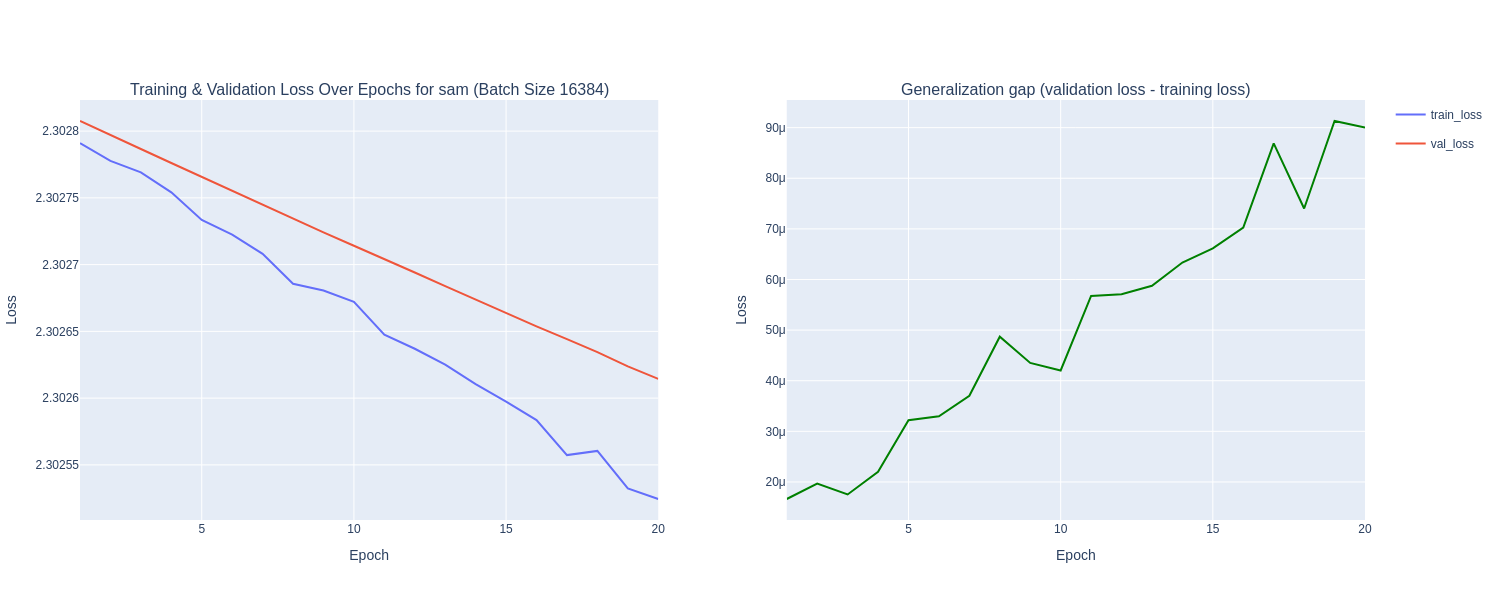 Training & Validation Loss Over Epochs for sam (Batch Size 16384)
Loss
2.3028
2.30275
2.3027
2.30265
2.3026
2.30255
5
10
15
20
Epoch
Generalization gap (validation loss - training loss)
Loss
90μ
80μ
70μ
60μ
50μ
40μ
30μ
20μ
5
10
15
20
Epoch
train_loss
val_loss